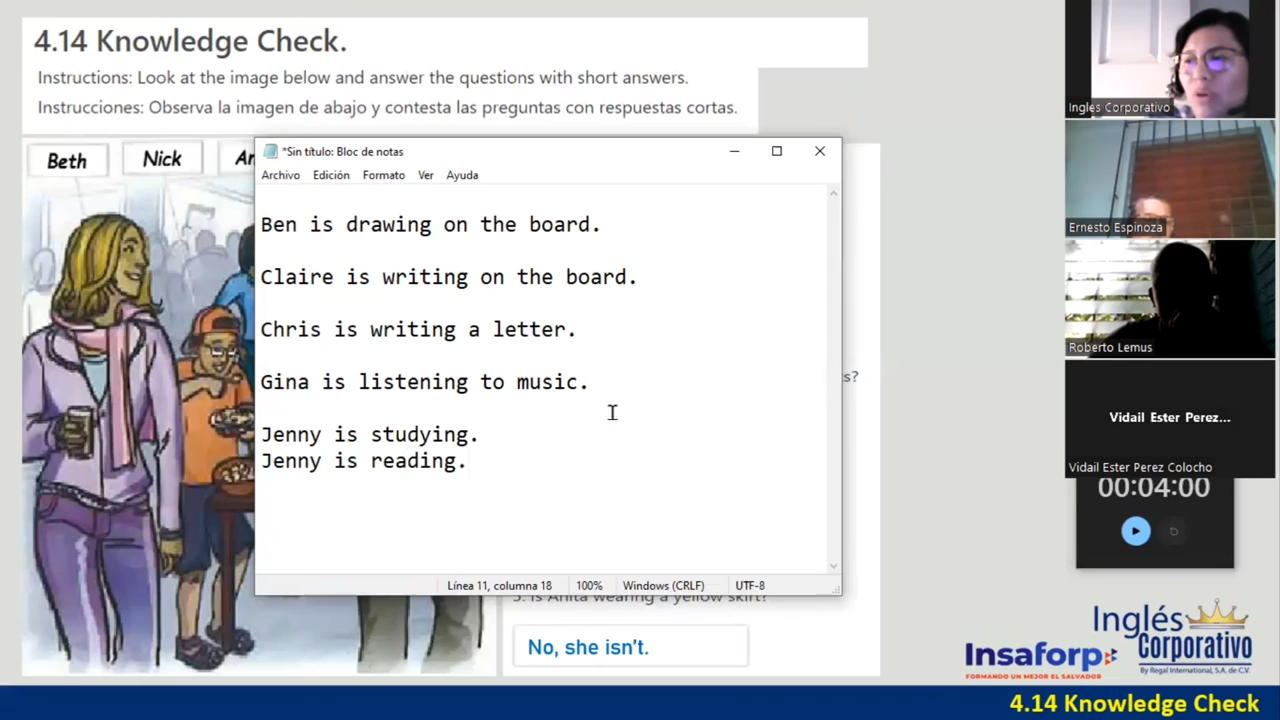 4.14 Knowledge Check.
Instructions: Look at the image below and answer the questions with short answers.
Instrucciones: Observa la imagen de abajo y contesta las preguntas con respuestas cortas.
Beth
Nick
*Sin título: Bloc de notas
Archivo Edición Formato Ver Ayuda
Ben is drawing on the board.
Claire is writing on the board.
Chris is writing a letter.
Gina is listening to music.
Jenny is studying.
Jenny is reading.
Línea 11, columna 18 100% Windows (CRLF) UTF-8
Is Anita wearing a yellow skirt?
No, she isn't.
Ingles Corporativo
Ernesto Espinoza
Roberto Lemus
Vidail Ester Perez...
Vidail Ester Perez Colocho
00:04:00
Insaforp
FORMANDO UN MEJOR EL SALVADOR
Inglés
Corporativo
By Regal International, S.A. de C.V.
4.14 Knowledge Check